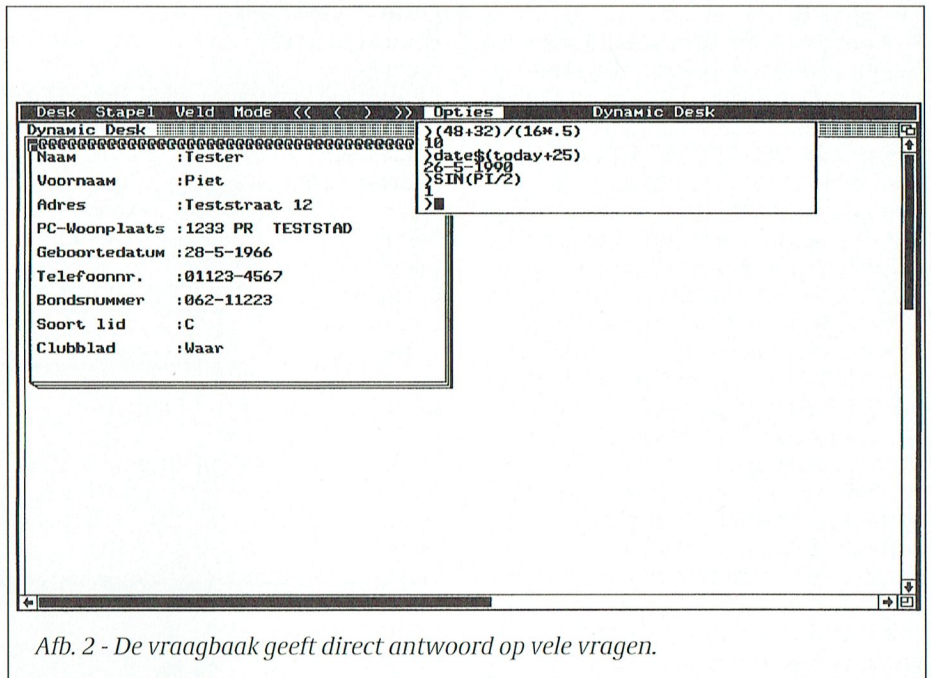 Desk Stapel Veld Mode << < > >> Opties Dynamic Desk
Dynamic Desk
Naam :Tester
Voornaam :Piet
Adres :Teststraat 12
PC-Woonplaats :1233 PR TESTSTAD
Geboortedatum :28-5-1966
Telefoonnr. :01123-4567
Bondsnummer :062-11223
Soort lid :C
Clubblad :Waar
>(48+32)/(16*.5)
10
>date$(today+25)
26-5-1990
>SIN(PI/2)
1
>
Afb. 2 - De vraagbaak geeft direct antwoord op vele vragen.